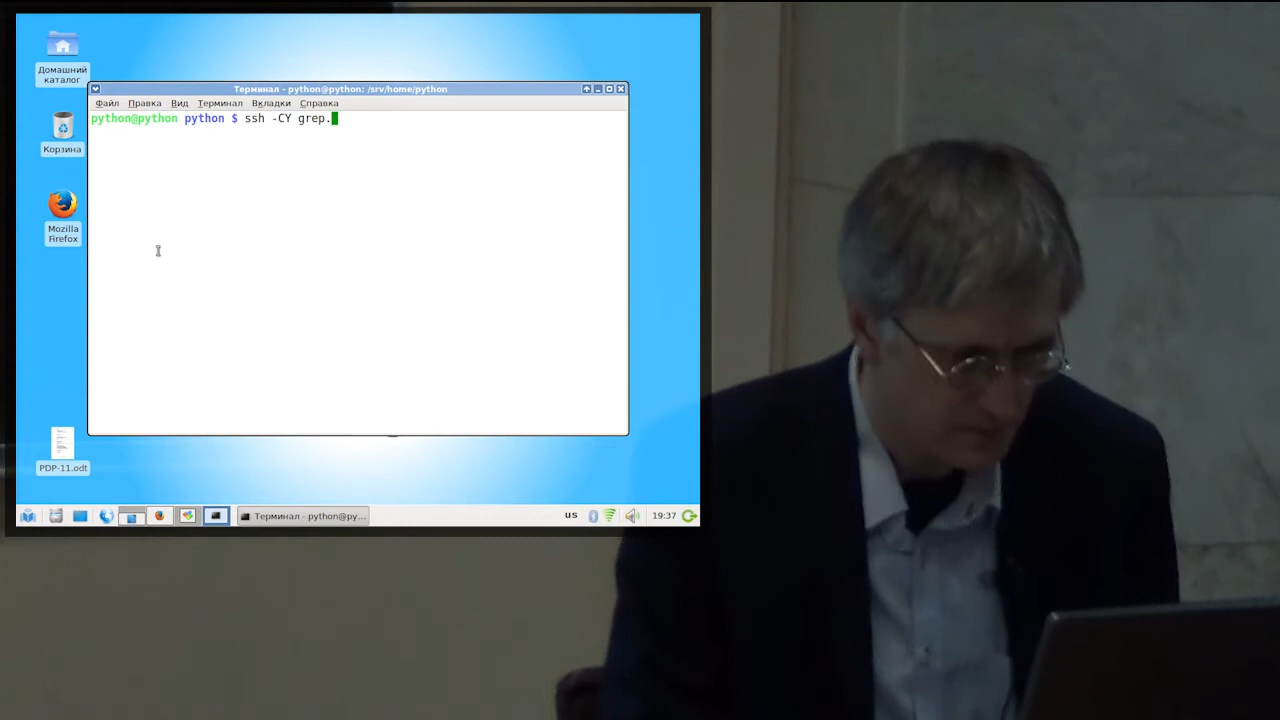 Домашний
каталог
Корзина
Mozilla
Firefox
PDP-11.odt
Терминал - python@python: /srv/home/python
Файл Правка Вид Терминал Вкладки Справка
python@python python $ ssh -CY grep.
Терминал - python@py...
us
19:37